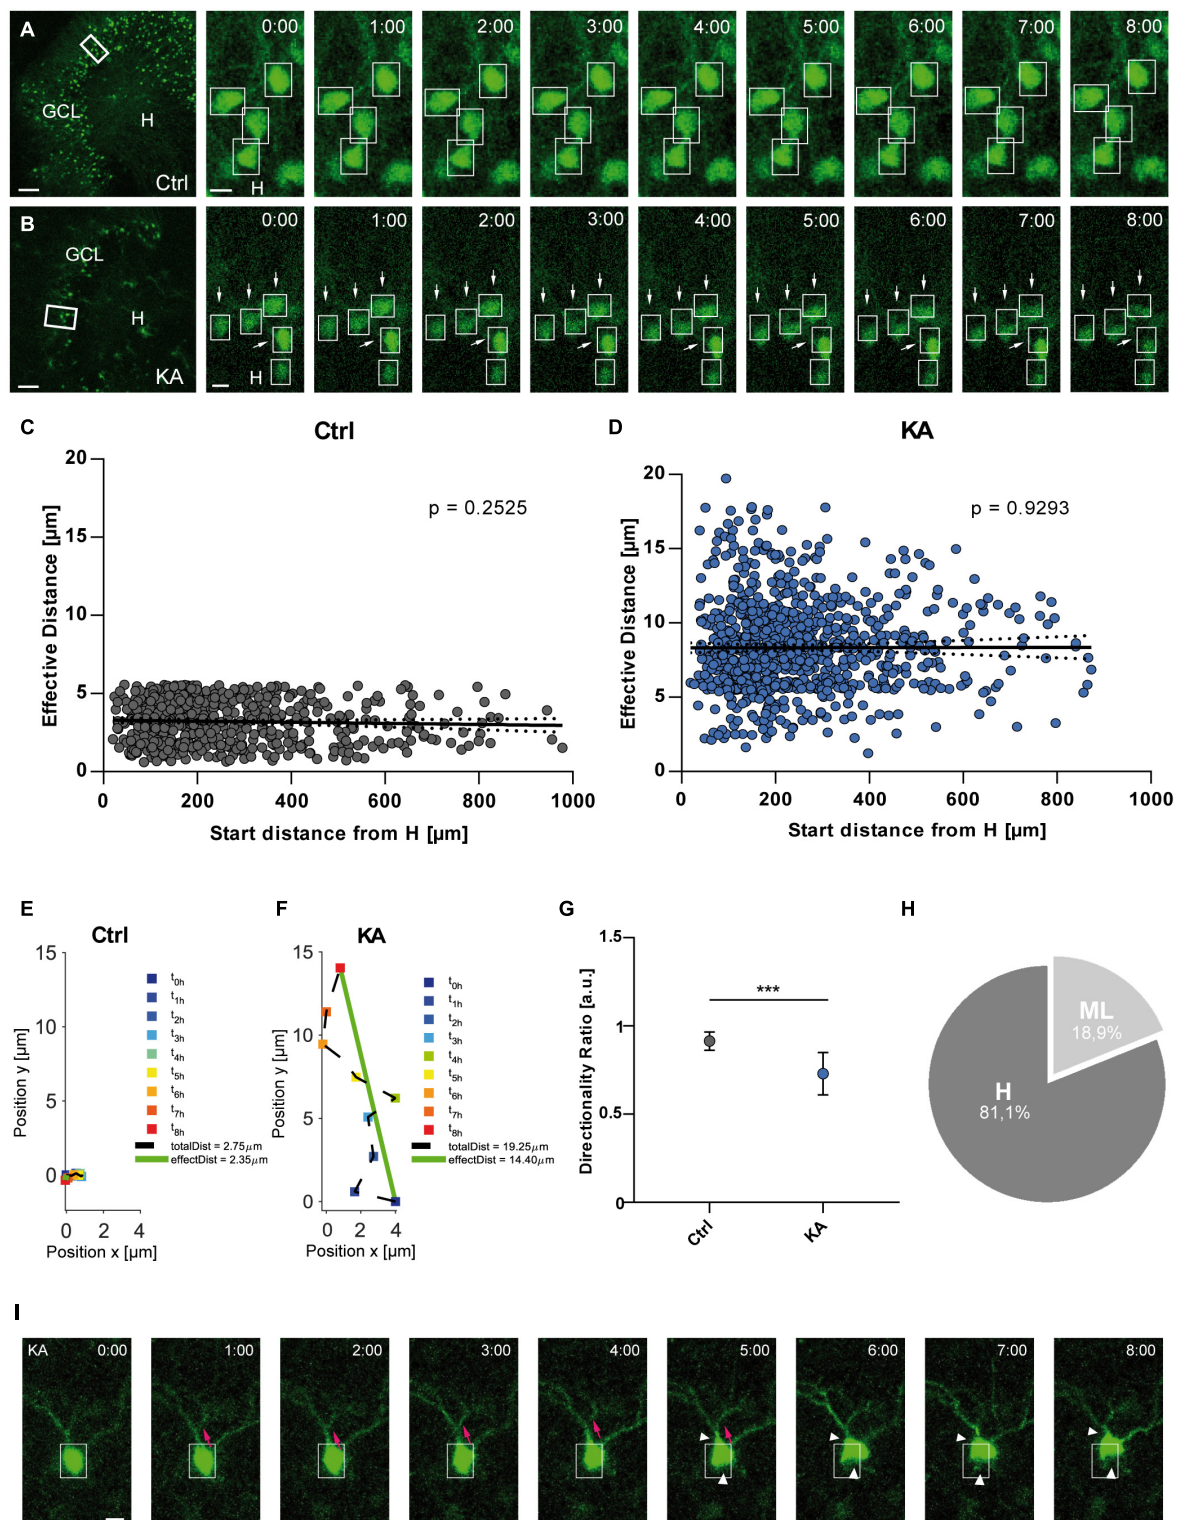 A
GCL
H
Ctrl
0:00
1:00
2:00
3:00
4:00
5:00
6:00
7:00
8:00
H
B
GCL
H
KA
0:00
1:00
2:00
3:00
4:00
5:00
6:00
7:00
8:00
H
C
Ctrl
p = 0.2525
Effective Distance [µm]
20
15
10
5
0
0 200 400 600 800 1000
Start distance from H [µm]
D
KA
p = 0.9293
Effective Distance [µm]
20
15
10
5
0
0 200 400 600 800 1000
Start distance from H [µm]
E
Ctrl
Position y [µm]
15
10
5
0
0 2 4
Position x [µm]
t0h
t1h
t2h
t3h
t4h
t5h
t6h
t7h
t8h
totalDist = 2.75µm
effectDist = 2.35µm
F
KA
Position y [µm]
15
10
5
0
0 2 4
Position x [µm]
t0h
t1h
t2h
t3h
t4h
t5h
t6h
t7h
t8h
totalDist = 19.25µm
effectDist = 14.40µm
G
Directionality Ratio [a.u.]
1.5
1
0.5
0
***
Ctrl
KA
H
ML
18,9%
H
81,1%
I
KA
0:00
1:00
2:00
3:00
4:00
5:00
6:00
7:00
8:00